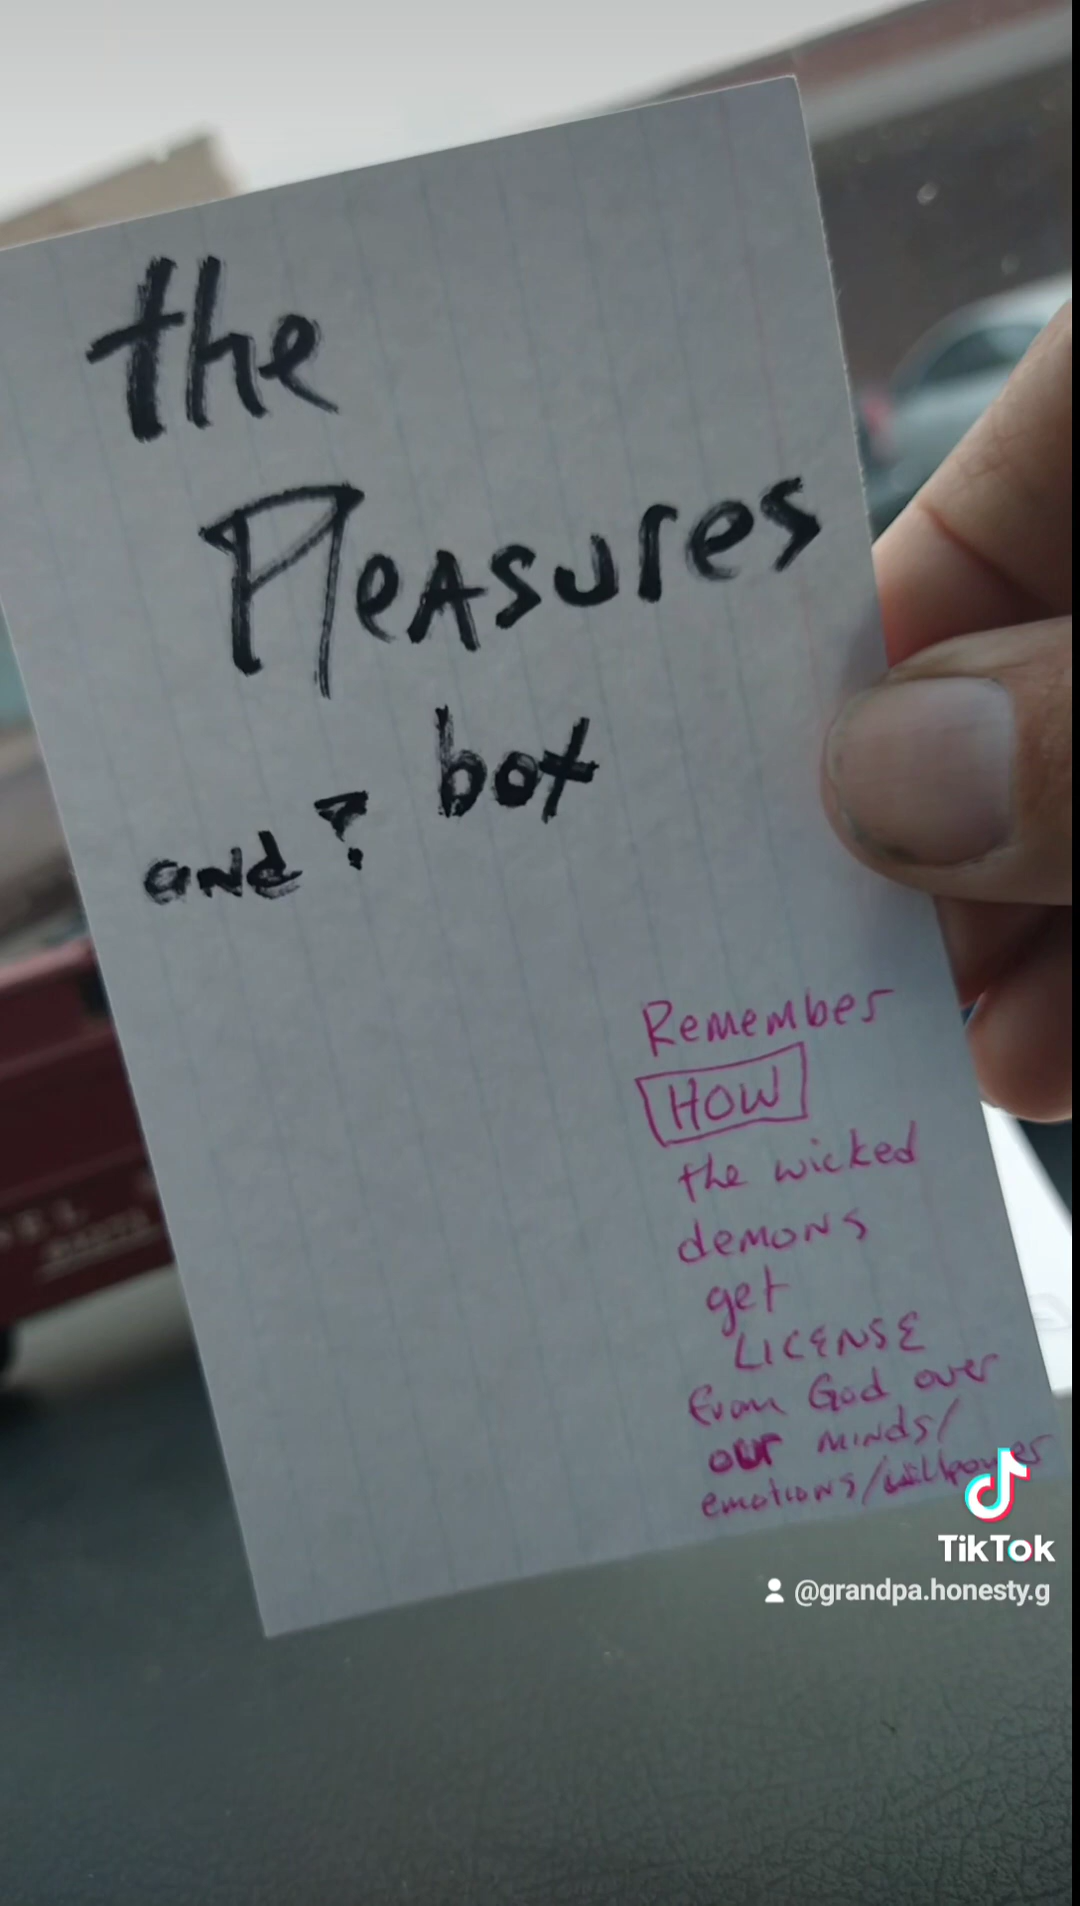 the
Pleasures
box
and ?
Remember
HOW
the wicked
demons
get
LICENSE
from God over
our minds/
emotions/willpower
TikTok
@grandpa.honesty.g